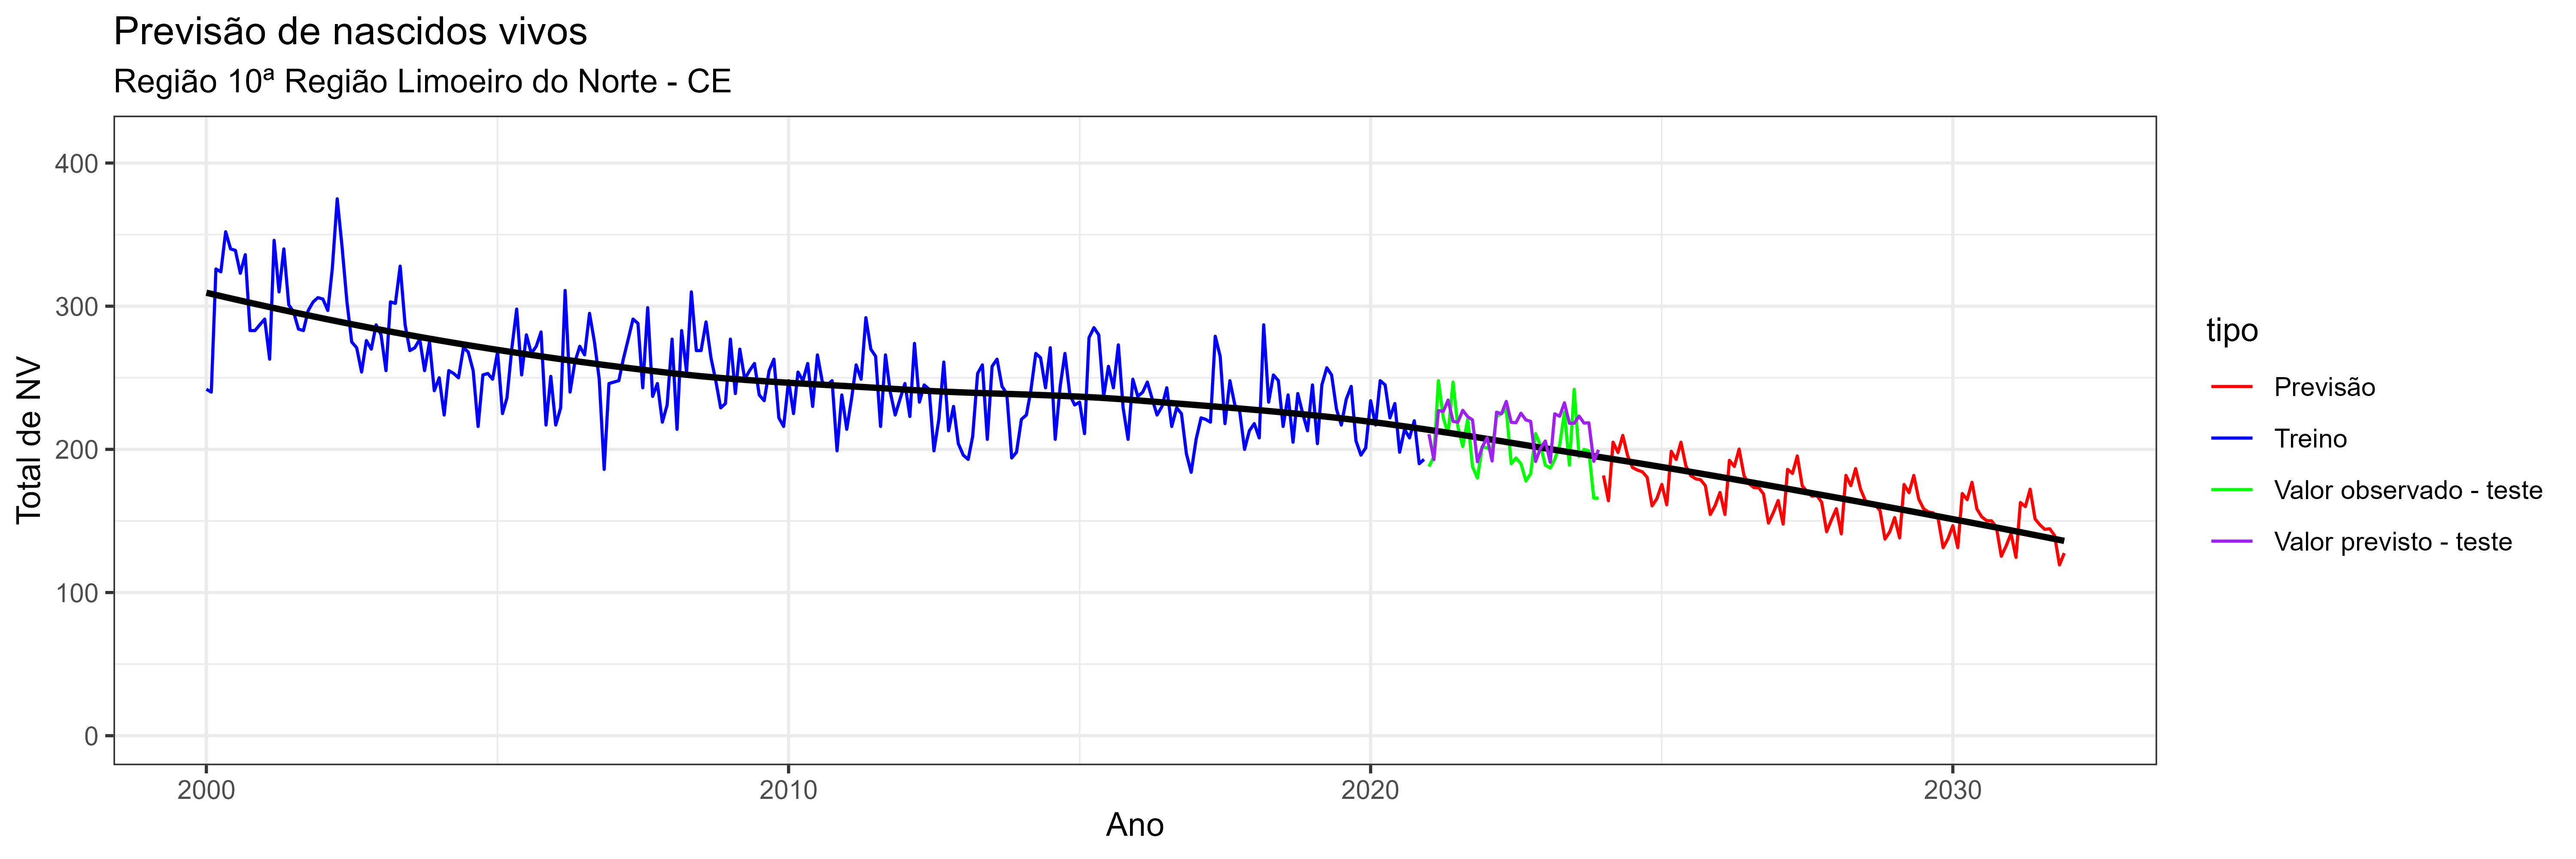 Previsão de nascidos vivos
Região 10ª Região Limoeiro do Norte - CE
Total de NV
400
300
200
100
0
2000
2010
2020
2030
Ano
tipo
Previsão
Treino
Valor observado - teste
Valor previsto - teste